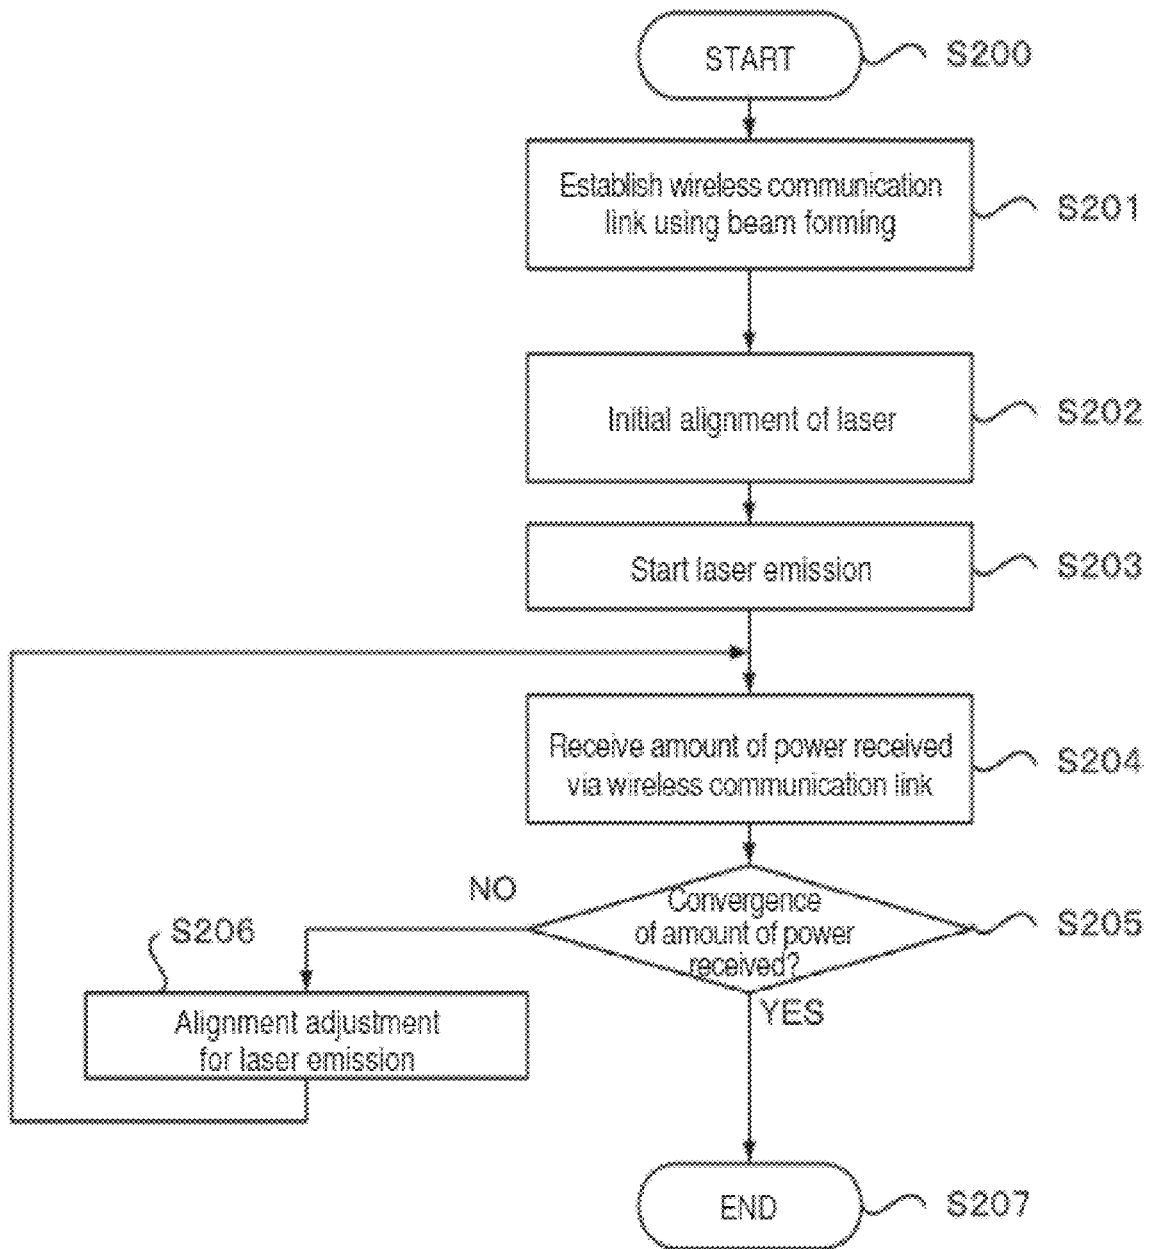 START
S200
Establish wireless communication
link using beam forming
S201
Initial alignment of laser
S202
Start laser emission
S203
Receive amount of power received
via wireless communication link
S204
NO
Convergence
of amount of power
received?
S205
S206
YES
Alignment adjustment
for laser emission
END
S207